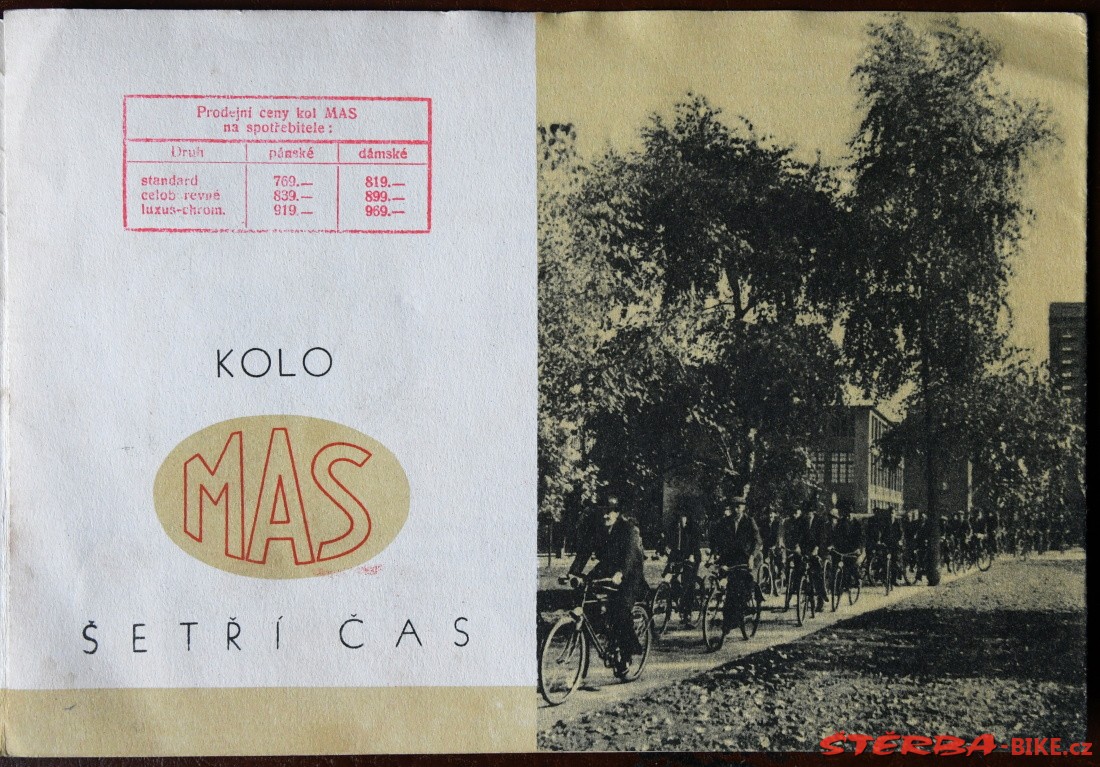 Prodejní ceny kol MAS
na spotřebitele:
Druh pánské dámské
standard 769.— 819.—
celob revné 839.— 899.—
luxus-chrom. 919.— 969.—
KOLO
MAS
ŠETŘÍ ČAS
ŠTĚRBA-BIKE.cz